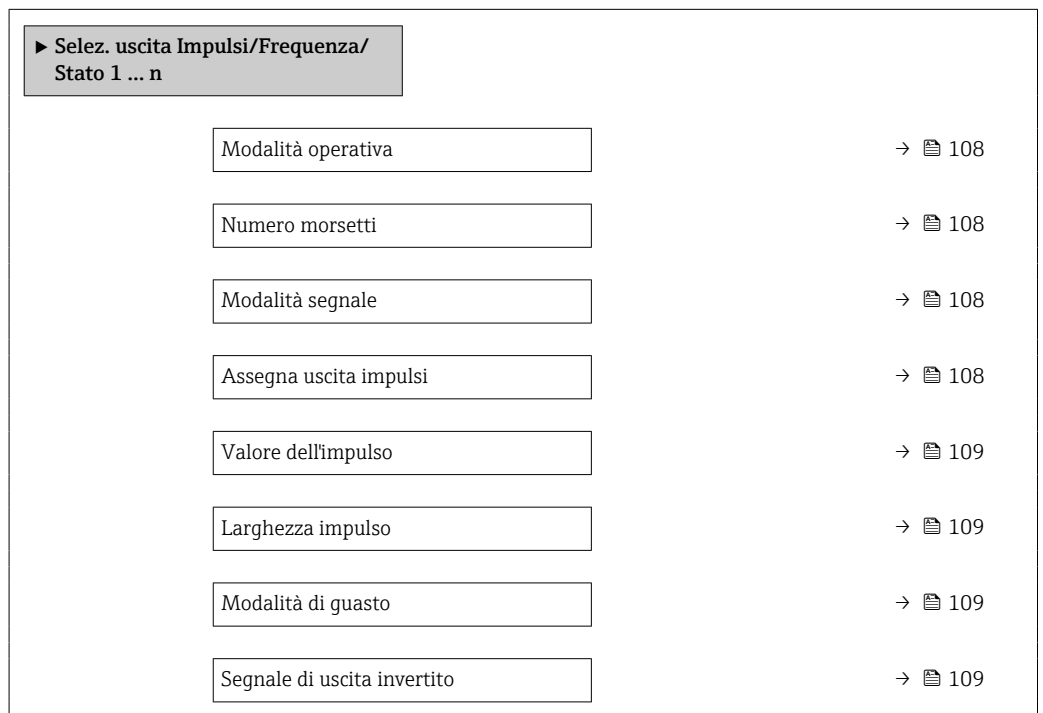 ▶ Selez. uscita Impulsi/Frequenza/
Stato 1 ... n
Modalità operativa → 108
Numero morsetti → 108
Modalità segnale → 108
Assegna uscita impulsi → 108
Valore dell'impulso → 109
Larghezza impulso → 109
Modalità di guasto → 109
Segnale di uscita invertito → 109